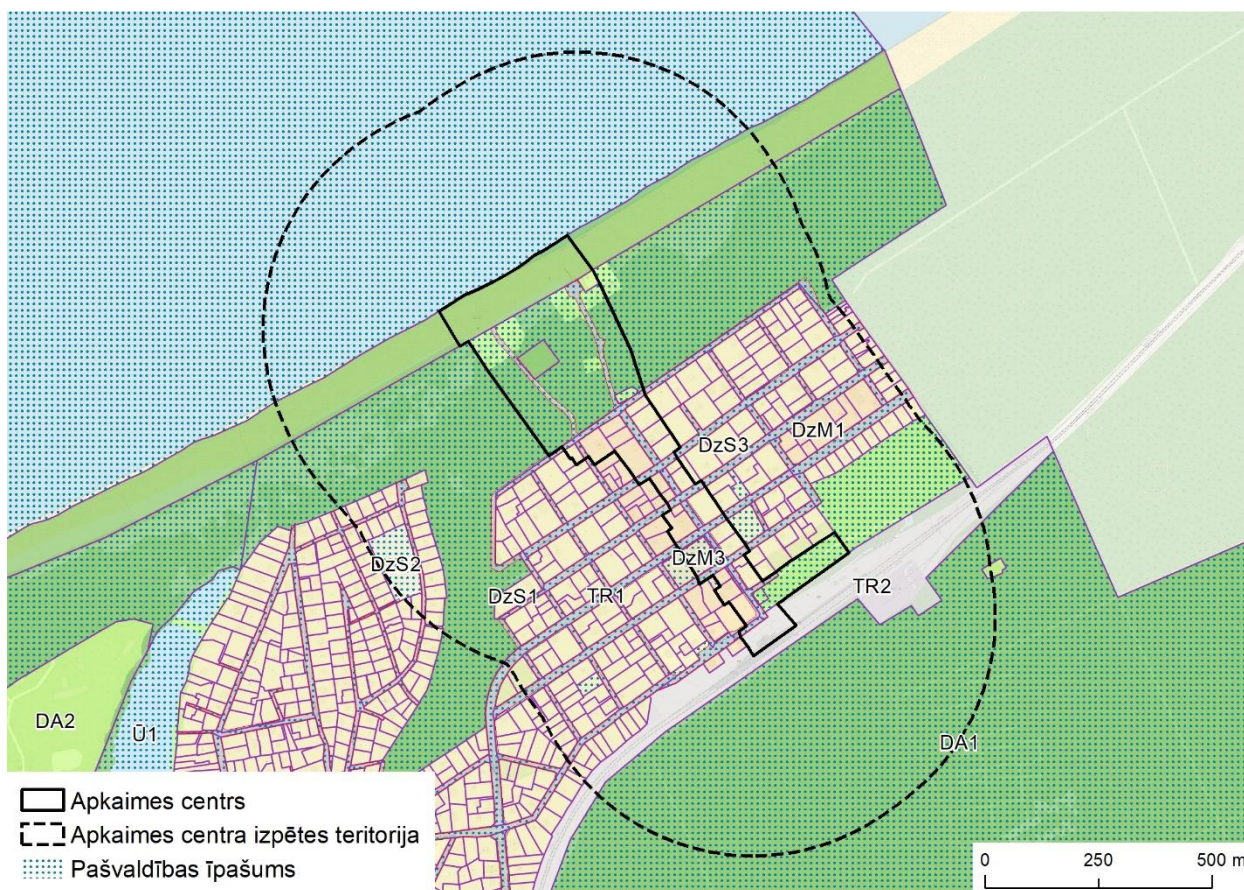 DzS3
DzM1
DzS2
DzM3
DzS1
TR1
TR2
DA2
Ū1
DA1
Apkaimes centrs
Apkaimes centra izpētes teritorija
Pašvaldības īpašums
0 250 500 m